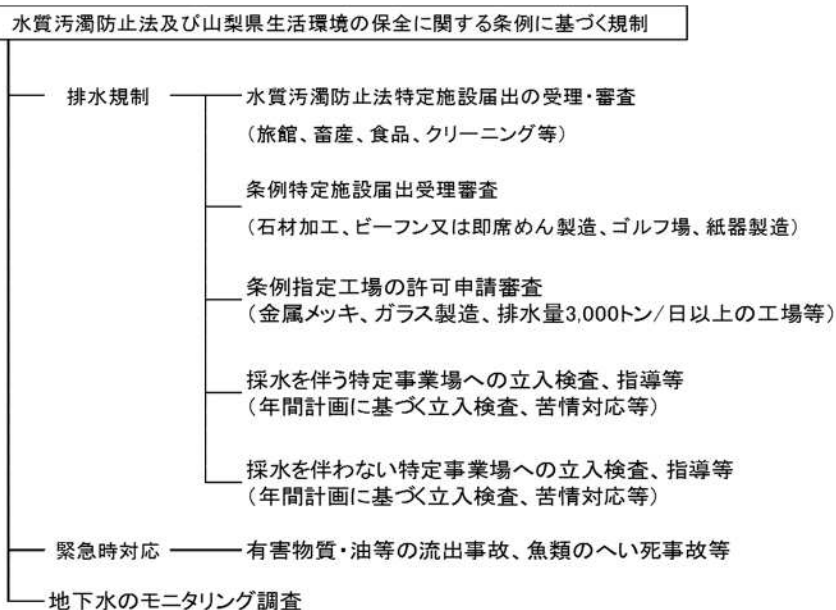 水質汚濁防止法及び山梨県生活環境の保全に関する条例に基づく規制
排水規制
水質汚濁防止法特定施設届出の受理・審査
(旅館、畜産、食品、クリーニング等)
条例特定施設届出受理審査
(石材加工、ビーフン又は即席めん製造、ゴルフ場、紙器製造)
条例指定工場の許可申請審査
(金属メッキ、ガラス製造、排水量3,000トン/日以上の工場等)
採水を伴う特定事業場への立入検査、指導等
(年間計画に基づく立入検査、苦情対応等)
採水を伴わない特定事業場への立入検査、指導等
(年間計画に基づく立入検査、苦情対応等)
緊急時対応
有害物質・油等の流出事故、魚類のへい死事故等
地下水のモニタリング調査